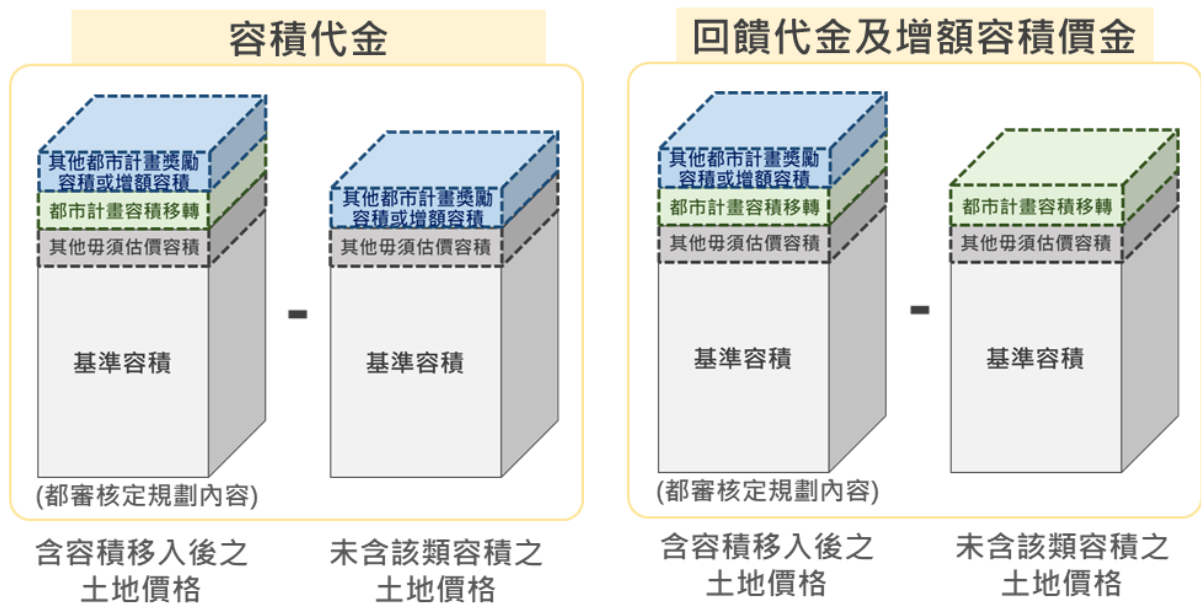 容積代金
其他都市計畫獎勵
容積或增額容積
都市計畫容積移轉
其他毋須估價容積
基準容積
(都審核定規劃內容)
含容積移入後之
土地價格
-
其他都市計畫獎勵
容積或增額容積
其他毋須估價容積
基準容積
未含該類容積之
土地價格
回饋代金及增額容積價金
其他都市計畫獎勵
容積或增額容積
都市計畫容積移轉
其他毋須估價容積
基準容積
(都審核定規劃內容)
含容積移入後之
土地價格
-
都市計畫容積移轉
其他毋須估價容積
基準容積
未含該類容積之
土地價格